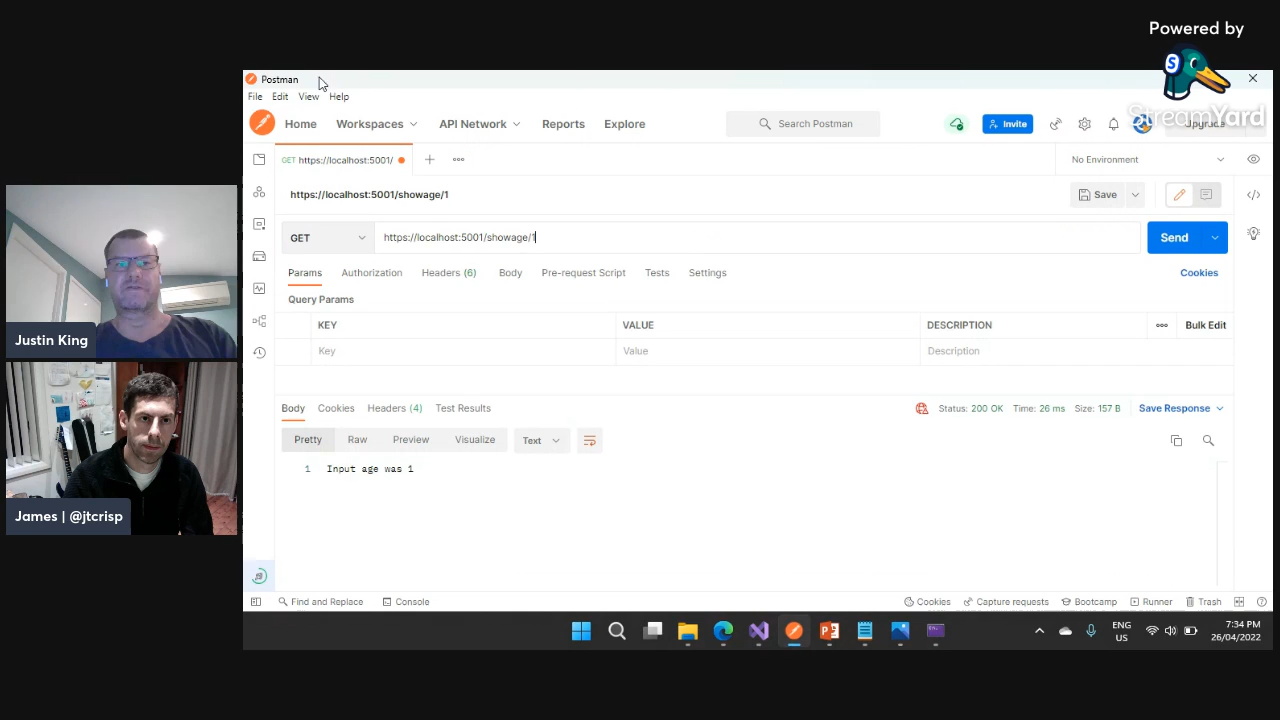 Powered by
StreamYard
Postman
File Edit View Help
Home Workspaces API Network Reports Explore Search Postman Invite Upgrade
GET https://localhost:5001/ No Environment
https://localhost:5001/showage/1 Save
GET https://localhost:5001/showage/1 Send
Params Authorization Headers (6) Body Pre-request Script Tests Settings Cookies
Query Params
KEY VALUE DESCRIPTION Bulk Edit
Key Value Description
Justin King
Body Cookies Headers (4) Test Results Status: 200 OK Time: 26 ms Size: 157 B Save Response
Pretty Raw Preview Visualize Text
1 Input age was 1
James | @jtcrisp
Find and Replace Console Cookies Capture requests Bootcamp Runner Trash
ENG
US
7:34 PM
26/04/2022